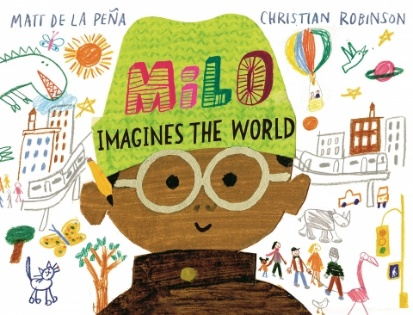 MATT DE LA PEÑA
CHRISTIAN ROBINSON
MiLO
IMAGINES THE WORLD